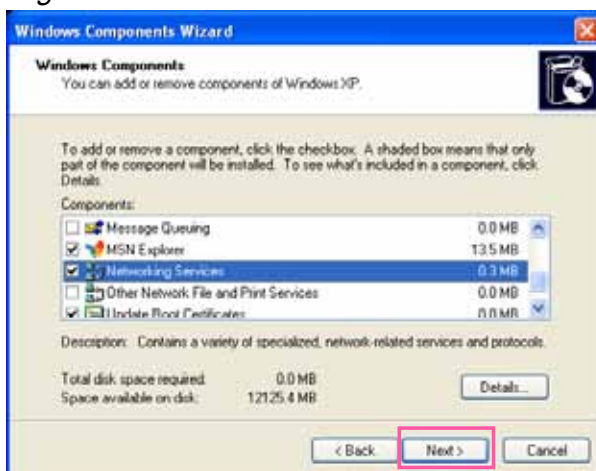 Windows Components Wizard
Windows Components
You can add or remove components of Windows XP.
To add or remove a component, click the checkbox. A shaded box means that only
part of the component will be installed. To see what's included in a component, click
Details.
Components:
Message Queuing 0.0 MB
MSN Explorer 13.5 MB
Networking Services 0.3 MB
Other Network File and Print Services 0.0 MB
Update Root Certificates 0.0 MB
Description: Contains a variety of specialized, network-related services and protocols.
Total disk space required: 0.0 MB
Space available on disk: 12125.4 MB
Details...
< Back Next > Cancel